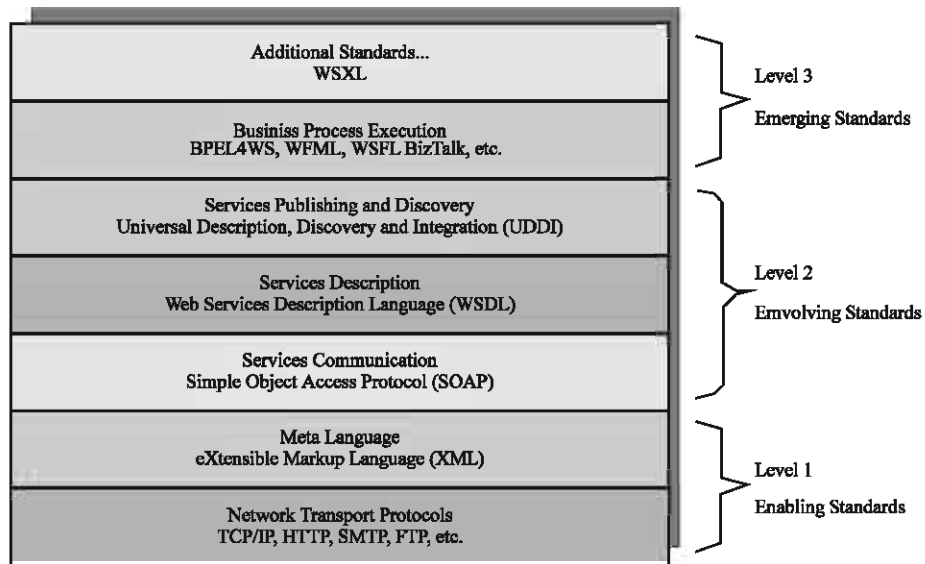 Additional Standards...
WSXL
Businiss Process Execution
BPEL4WS, WFML, WSFL BizTalk, etc.
Services Publishing and Discovery
Universal Description, Discovery and Integration (UDDI)
Services Description
Web Services Description Language (WSDL)
Services Communication
Simple Object Access Protocol (SOAP)
Meta Language
eXtensible Markup Language (XML)
Network Transport Protocols
TCP/IP, HTTP, SMTP, FTP, etc.
Level 3
Emerging Standards
Level 2
Emvolving Standards
Level 1
Enabling Standards